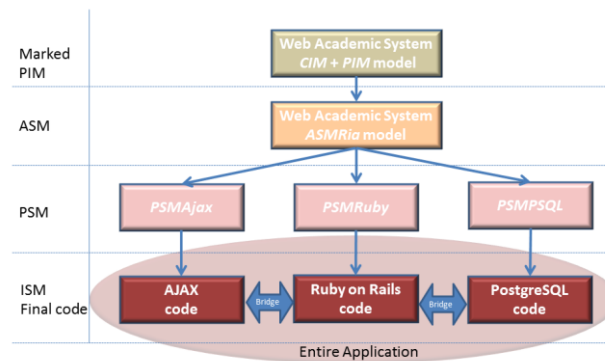 Marked
PIM
Web Academic System
CIM + PIM model
ASM
Web Academic System
ASMRia model
PSM
PSMAjax
PSMRuby
PSMPSQL
ISM
Final code
AJAX
code
Bridge
Ruby on Rails
code
Bridge
PostgreSQL
code
Entire Application